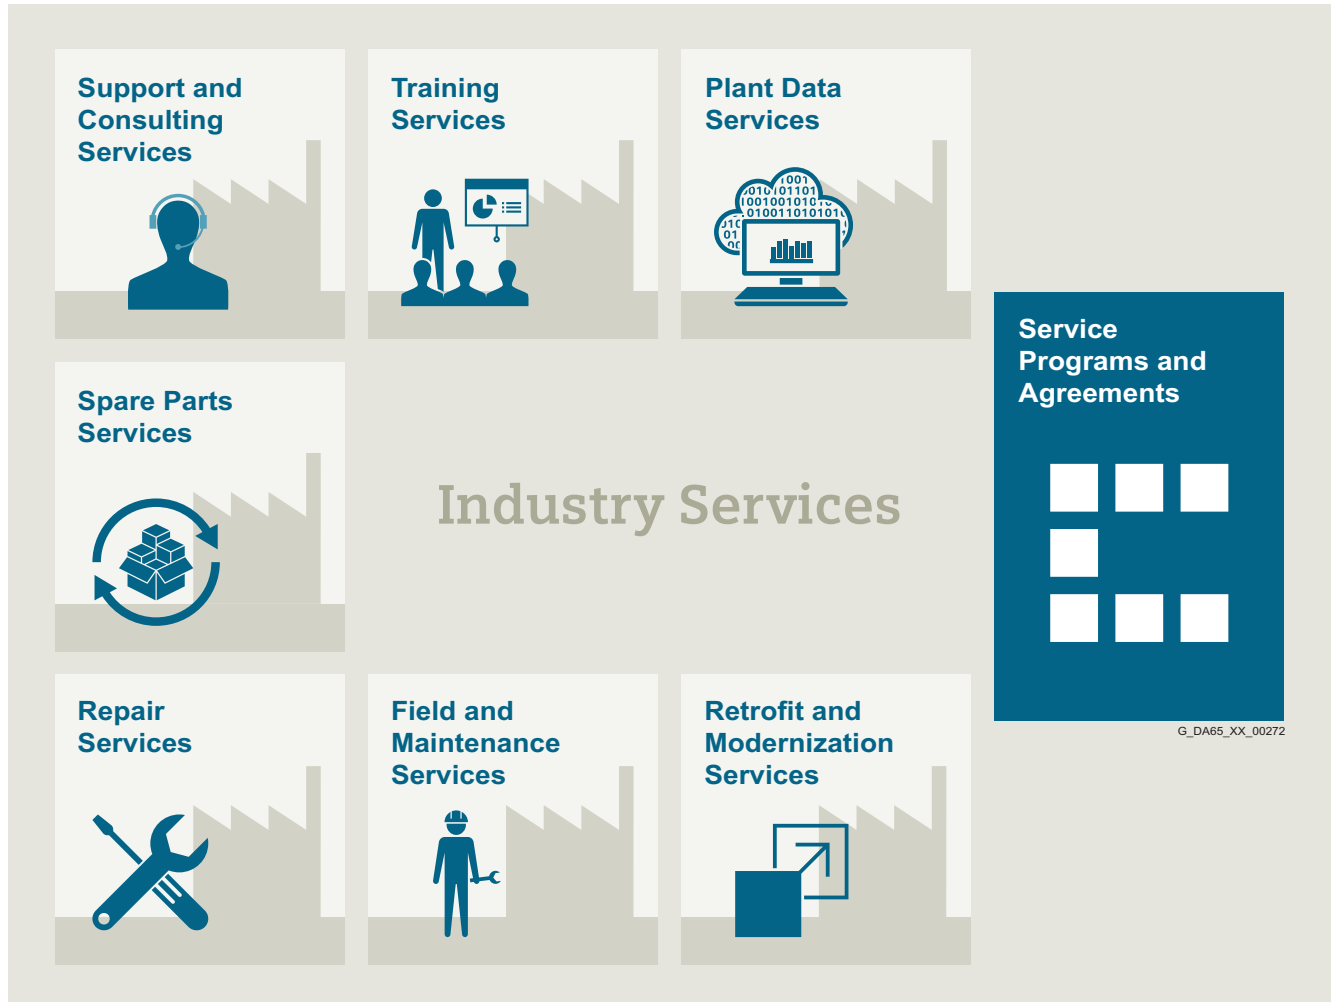 Support and
Consulting
Services
Training
Services
Plant Data
Services
Service
Programs and
Agreements
Spare Parts
Services
Industry Services
Repair
Services
Field and
Maintenance
Services
Retrofit and
Modernization
Services
G_DA65_XX_00272